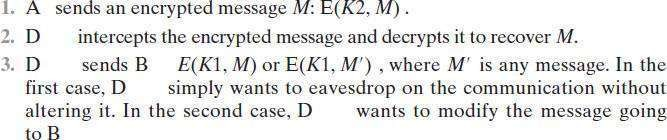 1. A sends an encrypted message M: E(K2, M).
2. D intercepts the encrypted message and decrypts it to recover M.
3. D sends B E(K1, M) or E(K1, M′) , where M′ is any message. In the
first case, D simply wants to eavesdrop on the communication without
altering it. In the second case, D wants to modify the message going
to B